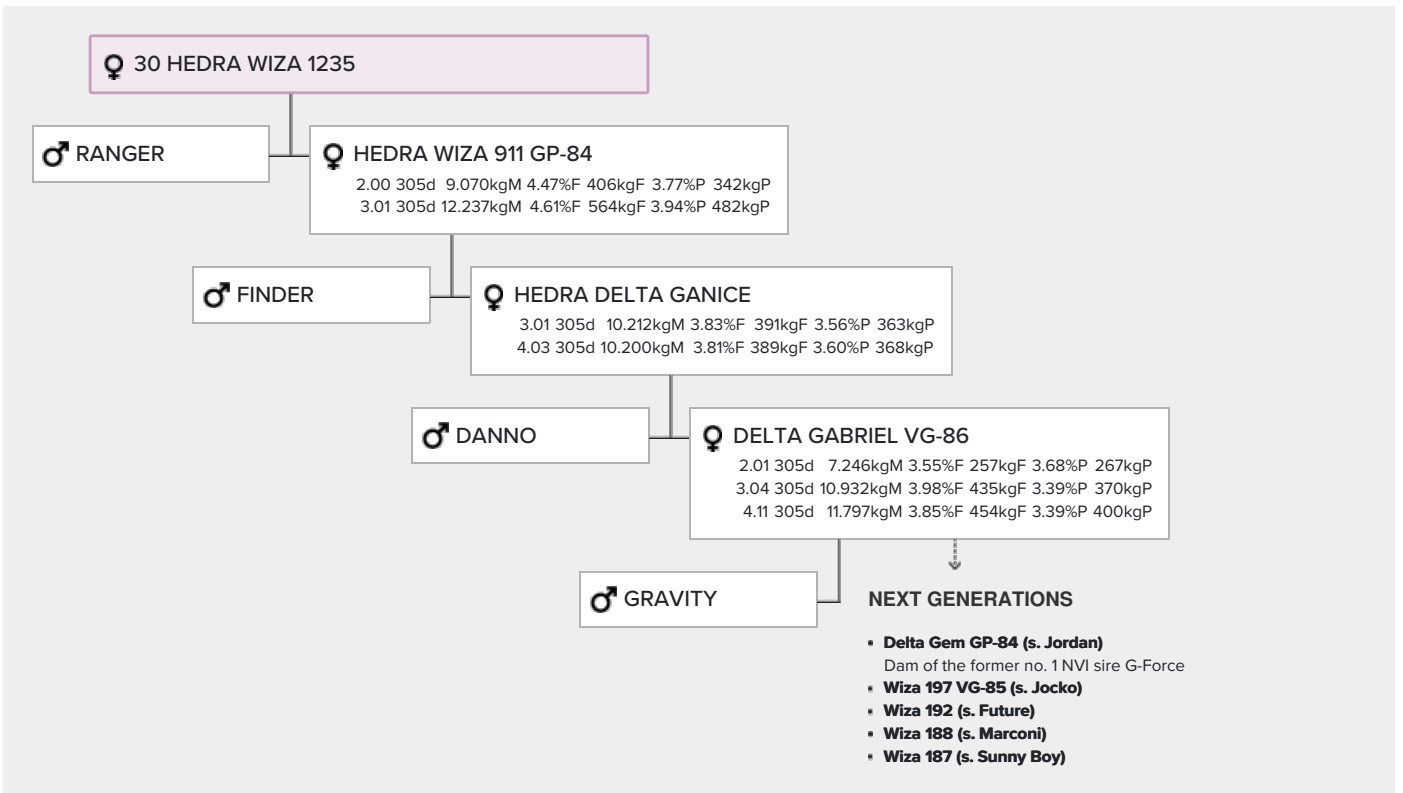 30 HEDRA WIZA 1235
RANGER
HEDRA WIZA 911 GP-84
2.00 305d 9.070kgM 4.47%F 406kgF 3.77%P 342kgP
3.01 305d 12.237kgM 4.61%F 564kgF 3.94%P 482kgP
FINDER
HEDRA DELTA GANICE
3.01 305d 10.212kgM 3.83%F 391kgF 3.56%P 363kgP
4.03 305d 10.200kgM 3.81%F 389kgF 3.60%P 368kgP
DANNO
DELTA GABRIEL VG-86
2.01 305d 7.246kgM 3.55%F 257kgF 3.68%P 267kgP
3.04 305d 10.932kgM 3.98%F 435kgF 3.39%P 370kgP
4.11 305d 11.797kgM 3.85%F 454kgF 3.39%P 400kgP
GRAVITY
NEXT GENERATIONS
▪ Delta Gem GP-84 (s. Jordan)
Dam of the former no. 1 NVI sire G-Force
▪ Wiza 197 VG-85 (s. Jocko)
▪ Wiza 192 (s. Future)
▪ Wiza 188 (s. Marconi)
▪ Wiza 187 (s. Sunny Boy)